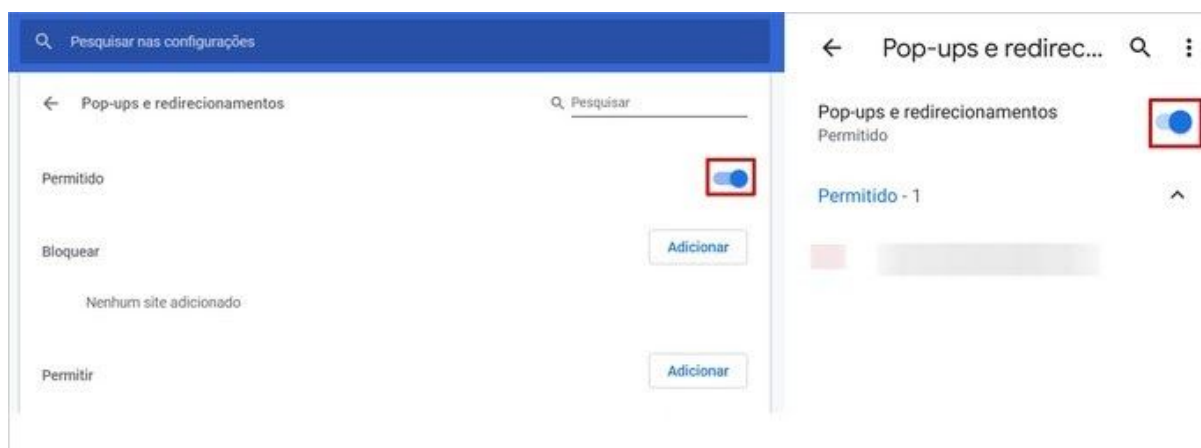 Pesquisar nas configurações
Pop-ups e redirecionamentos
Pesquisar
Permitido
Bloquear
Adicionar
Nenhum site adicionado
Permitir
Adicionar
Pop-ups e redirec...
Pop-ups e redirecionamentos
Permitido
Permitido - 1